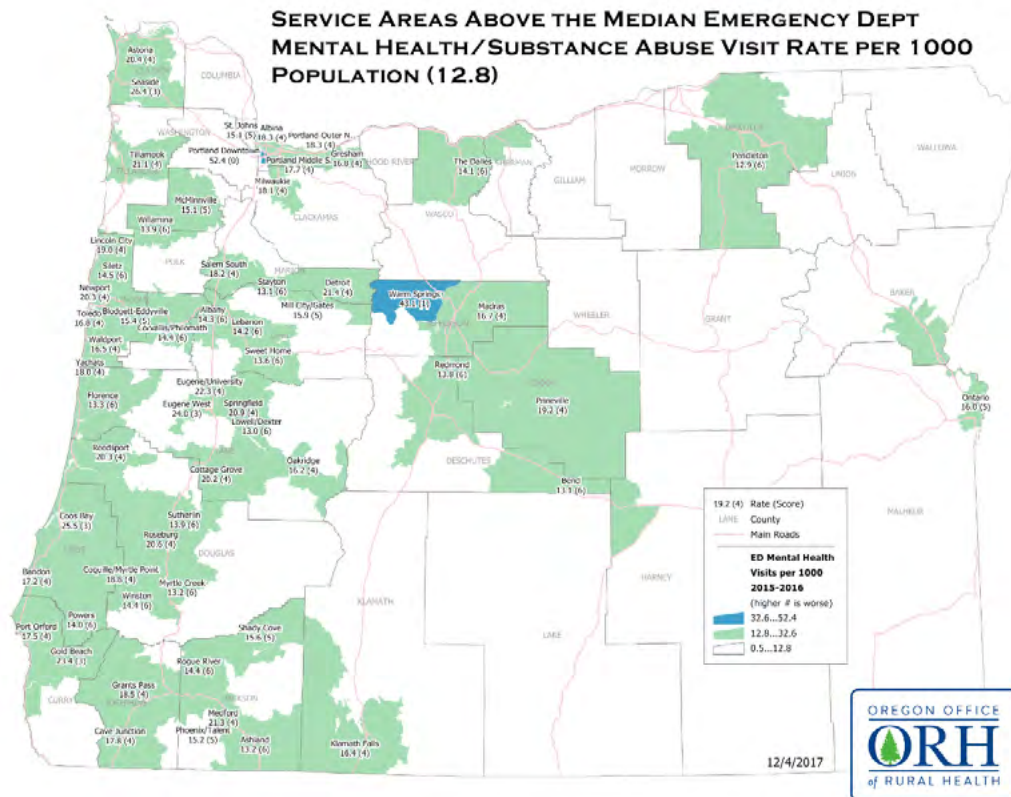 SERVICE AREAS ABOVE THE MEDIAN EMERGENCY DEPT
MENTAL HEALTH/SUBSTANCE ABUSE VISIT RATE PER 1000
POPULATION (12.8)
Astoria
20.4 (4)
COLUMBIA
Seaside
26.4 (3)
WASHINGTON
St. Johns
15.1 (5)
Albina
18.3 (4)
Portland Outer N...
18.3 (4)
Portland Downtown
52.4 (0)
Portland Middle S.
17.7 (4)
Gresham
16.8 (4)
HOOD RIVER
The Dalles
14.1 (6)
SHERMAN
GILLIAM
MORROW
UMATILLA
Pendleton
12.9 (6)
UNION
WALLOWA
Tillamook
21.1 (4)
Milwaukie
18.1 (4)
McMinnville
15.1 (5)
CLACKAMAS
WASCO
Willamina
13.9 (6)
Lincoln City
19.0 (4)
POLK
Siletz
14.5 (6)
Salem South
18.2 (4)
MARION
Stayton
13.1 (6)
Detroit
21.4 (4)
Newport
20.3 (4)
Mill City/Gates
15.9 (5)
Warm Springs
43.1 (1)
JEFFERSON
Madras
16.7 (4)
WHEELER
GRANT
BAKER
Toledo
16.8 (4)
Blodgett-Eddyville
15.4 (5)
Albany
14.3 (6)
Corvallis/Philomath
14.4 (6)
Lebanon
14.2 (6)
Waldport
16.5 (4)
Sweet Home
13.6 (6)
Yachats
18.0 (4)
Redmond
13.8 (6)
CROOK
Prineville
19.2 (4)
Ontario
16.0 (5)
Eugene/University
22.3 (4)
Florence
13.3 (6)
Eugene West
24.0 (3)
Springfield
20.9 (4)
Lowell/Dexter
13.0 (6)
Reedsport
20.3 (4)
LANE
Oakridge
16.2 (4)
Cottage Grove
20.2 (4)
DESCHUTES
Bend
13.1 (6)
Coos Bay
25.5 (3)
Sutherlin
13.9 (6)
Roseburg
20.6 (4)
DOUGLAS
COOS
Bandon
17.2 (4)
Coquille/Myrtle Point
18.8 (4)
Myrtle Creek
13.2 (6)
Winston
14.4 (6)
KLAMATH
LAKE
HARNEY
MALHEUR
Powers
14.0 (6)
Port Orford
17.5 (4)
Shady Cove
15.6 (5)
Gold Beach
23.4 (3)
Rogue River
14.4 (6)
Grants Pass
18.5 (4)
CURRY
JOSEPHINE
JACKSON
Medford
21.3 (4)
Cave Junction
17.8 (4)
Phoenix/Talent
15.2 (5)
Ashland
13.2 (6)
Klamath Falls
16.4 (4)
19.2 (4) Rate (Score)
LANE County
Main Roads
ED Mental Health
Visits per 1000
2015-2016
(higher # is worse)
32.6...52.4
12.8...32.6
0.5...12.8
12/4/2017
OREGON OFFICE
ORH
of RURAL HEALTH